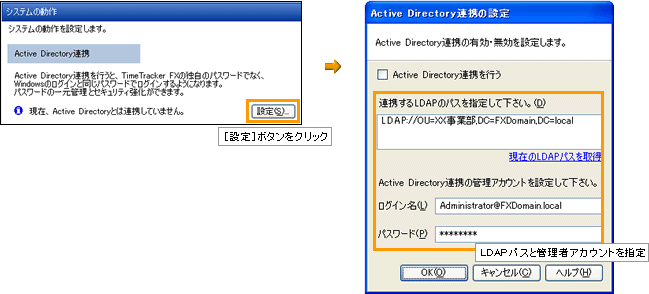 システムの動作
システムの動作を設定します。
Active Directory連携
Active Directory連携を行うと、TimeTracker FXの独自のパスワードでなく、
Windowsのログインと同じパスワードでログインするようになります。
パスワードの一元管理とセキュリティ強化ができます。
現在、Active Directoryとは連携していません。
設定(S)...
[設定]ボタンをクリック
Active Directory連携の設定
Active Directory連携の有効・無効を設定します。
Active Directory連携を行う
連携するLDAPのパスを指定して下さい。(D)
LDAP://OU=XX事業部,DC=FXDomain,DC=local
現在のLDAPパスを取得
Active Directory連携の管理アカウントを設定して下さい。
ログイン名(L)
Administrator@FXDomain.local
パスワード(P)
********
LDAPパスと管理者アカウントを指定
OK(O)
キャンセル(C)
ヘルプ(H)